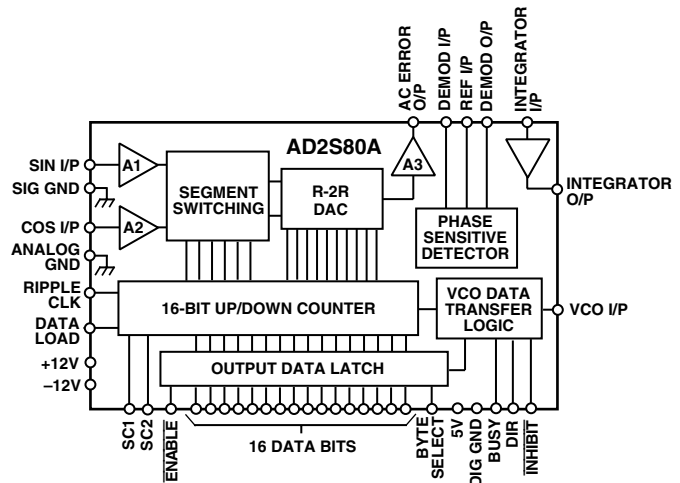 AC ERROR
O/P
DEMOD I/P
REF I/P
DEMOD O/P
INTEGRATOR
I/P
AD2S80A
SIN I/P
A1
SIG GND
SEGMENT
SWITCHING
R-2R
DAC
A3
INTEGRATOR
O/P
COS I/P
A2
PHASE
SENSITIVE
DETECTOR
ANALOG
GND
RIPPLE
CLK
16-BIT UP/DOWN COUNTER
VCO DATA
TRANSFER
LOGIC
VCO I/P
DATA
LOAD
+12V
–12V
OUTPUT DATA LATCH
SC1
SC2
ENABLE
16 DATA BITS
BYTE
SELECT
5V
DIG GND
BUSY
DIR
INHIBIT